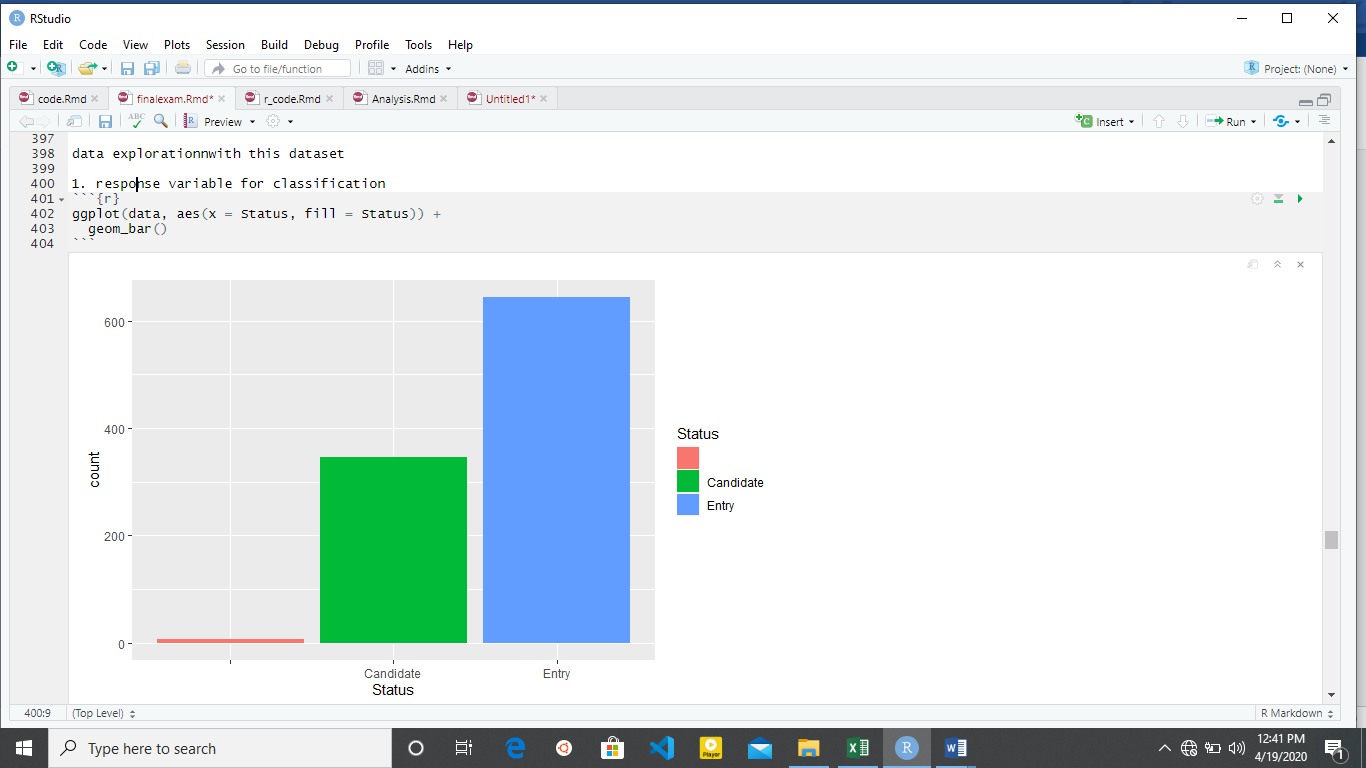 RStudio
File Edit Code View Plots Session Build Debug Profile Tools Help
Go to file/function Addins Project: (None)
code.Rmd finalexam.Rmd* r_code.Rmd Analysis.Rmd Untitled1*
ABC Preview Insert Run
397
398 data explorationnwith this dataset
399
400 1. response variable for classification
401 ```{r}
402 ggplot(data, aes(x = Status, fill = Status)) +
403 geom_bar()
404 ```
600
400
200
0
count
Candidate Entry
Status
Status
Candidate
Entry
400:9 (Top Level) R Markdown
Type here to search
Player
12:41 PM
4/19/2020
1